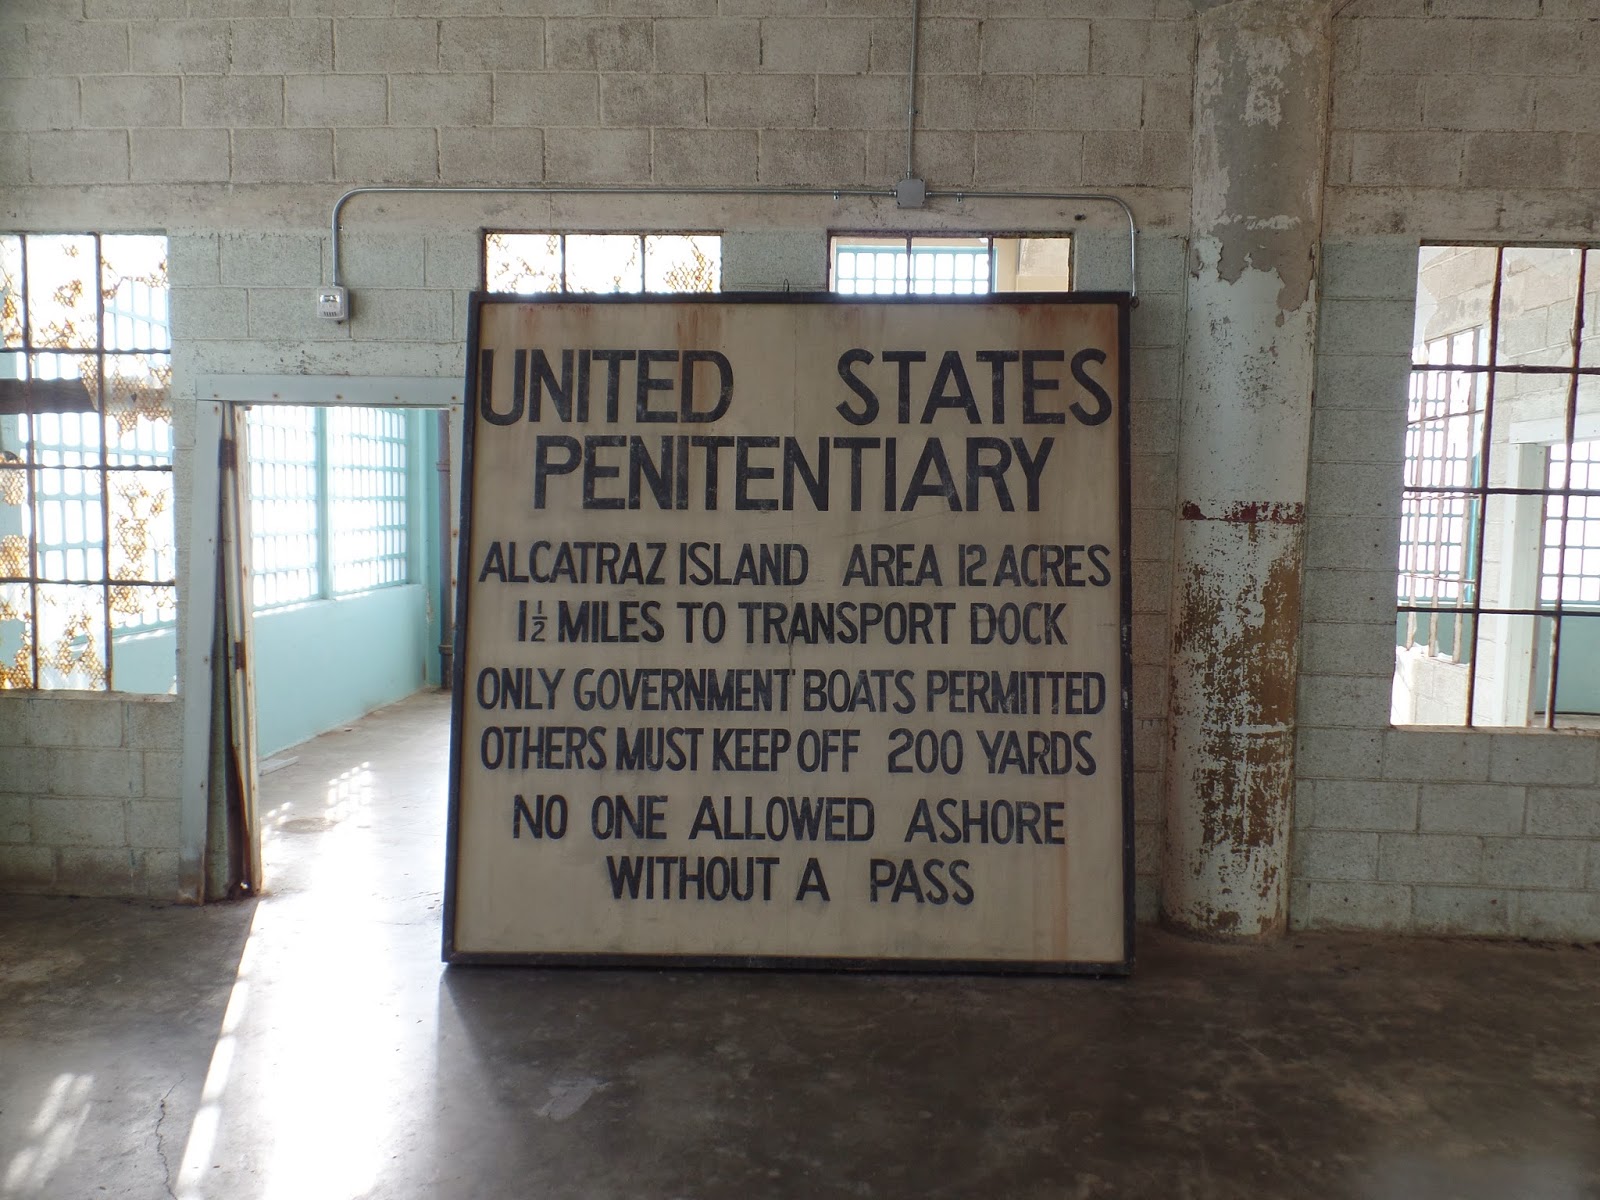 UNITED STATES
PENITENTIARY
ALCATRAZ ISLAND AREA 12 ACRES
1½ MILES TO TRANSPORT DOCK
ONLY GOVERNMENT BOATS PERMITTED
OTHERS MUST KEEP OFF 200 YARDS
NO ONE ALLOWED ASHORE
WITHOUT A PASS